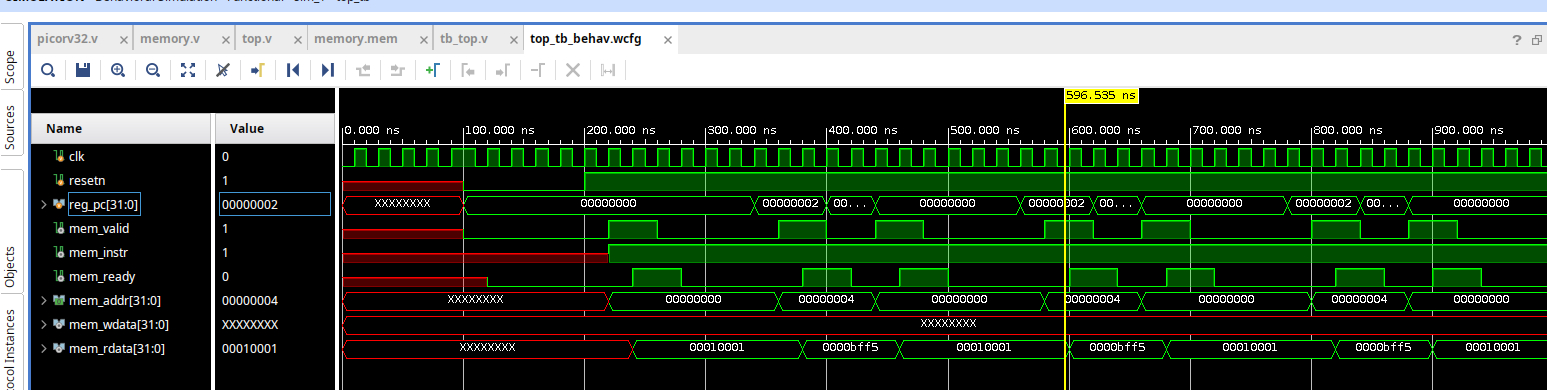 picorv32.v × memory.v × top.v × memory.mem × tb_top.v × top_tb_behav.wcfg × ?
Scope
Sources
Objects
596.535 ns
Name Value 0.000 ns 100.000 ns 200.000 ns 300.000 ns 400.000 ns 500.000 ns 600.000 ns 700.000 ns 800.000 ns 900.000 ns
clk 0
resetn 1
reg_pc[31:0] 00000002 XXXXXXXX 00000000 00000002 00... 00000000 00000002 00... 00000000 00000002 00... 00000000
mem_valid 1
mem_instr 1
mem_ready 0
mem_addr[31:0] 00000004 XXXXXXXX 00000000 00000004 00000000 00000004 00000000 00000004 00000000
mem_wdata[31:0] XXXXXXXX XXXXXXXX
mem_rdata[31:0] 00010001 XXXXXXXX 00010001 0000bff5 00010001 0000bff5 00010001 0000bff5 00010001